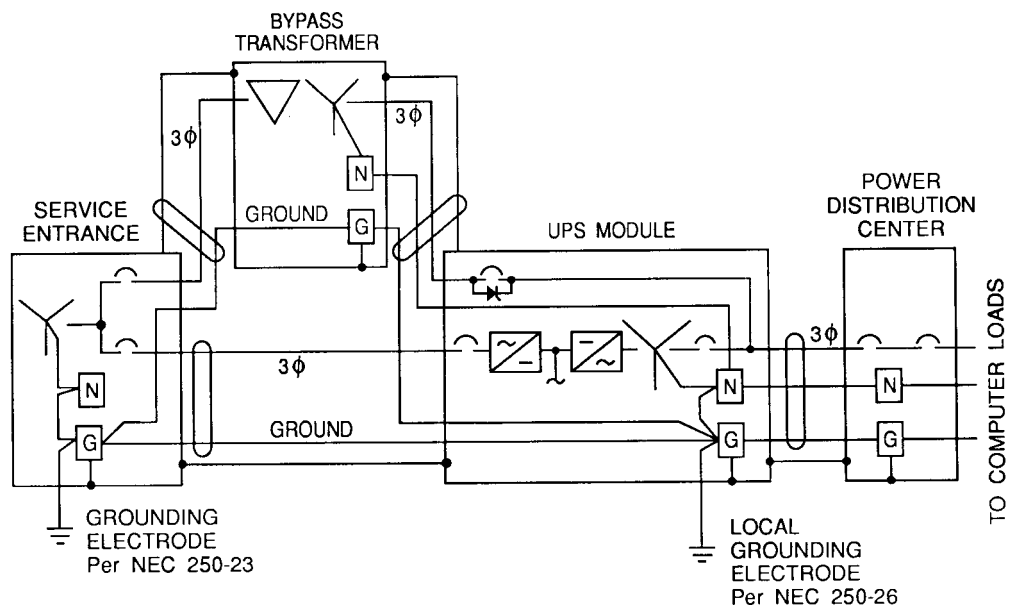 BYPASS
TRANSFORMER
3ϕ
3ϕ
N
GROUND
G
SERVICE
ENTRANCE
UPS MODULE
POWER
DISTRIBUTION
CENTER
3ϕ
3ϕ
N
N
N
G
GROUND
G
G
TO COMPUTER LOADS
GROUNDING
ELECTRODE
Per NEC 250-23
LOCAL
GROUNDING
ELECTRODE
Per NEC 250-26